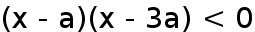 (x - a)(x - 3a) < 0